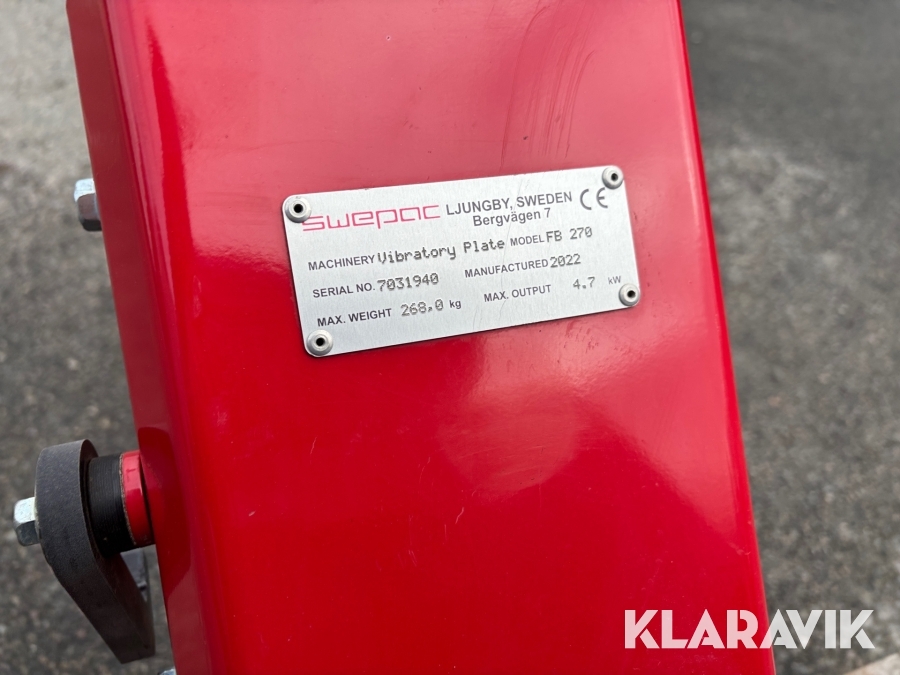 swepac LJUNGBY, SWEDEN CE
Bergvägen 7
MACHINERY Vibratory Plate MODEL FB 270
SERIAL NO. 7031940 MANUFACTURED 2022
MAX. WEIGHT 268,0 kg MAX. OUTPUT 4.7 kW
KLARAVIK